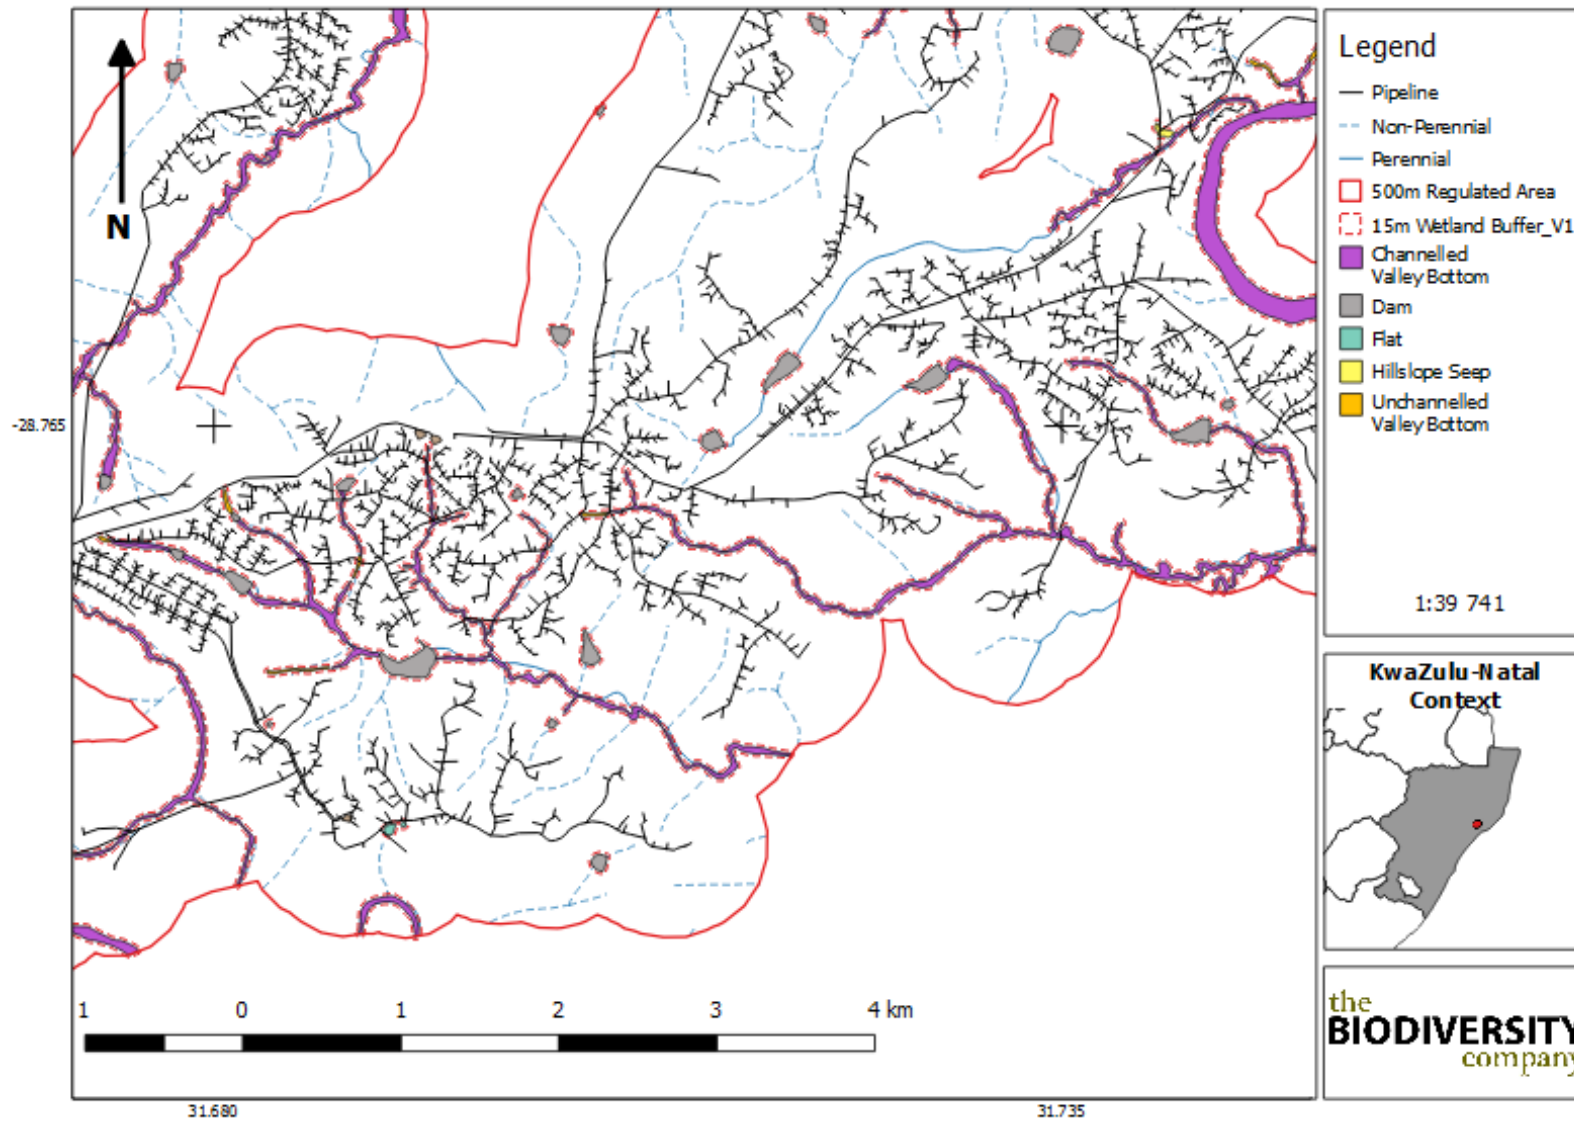 N
-28.765
31.680
31.735
1 0 1 2 3 4 km
Legend
Pipeline
Non-Perennial
Perennial
500m Regulated Area
15m Wetland Buffer_V1
Channelled
Valley Bottom
Dam
Flat
Hillslope Seep
Unchannelled
Valley Bottom
1:39 741
KwaZulu-Natal
Context
the
BIODIVERSITY
company